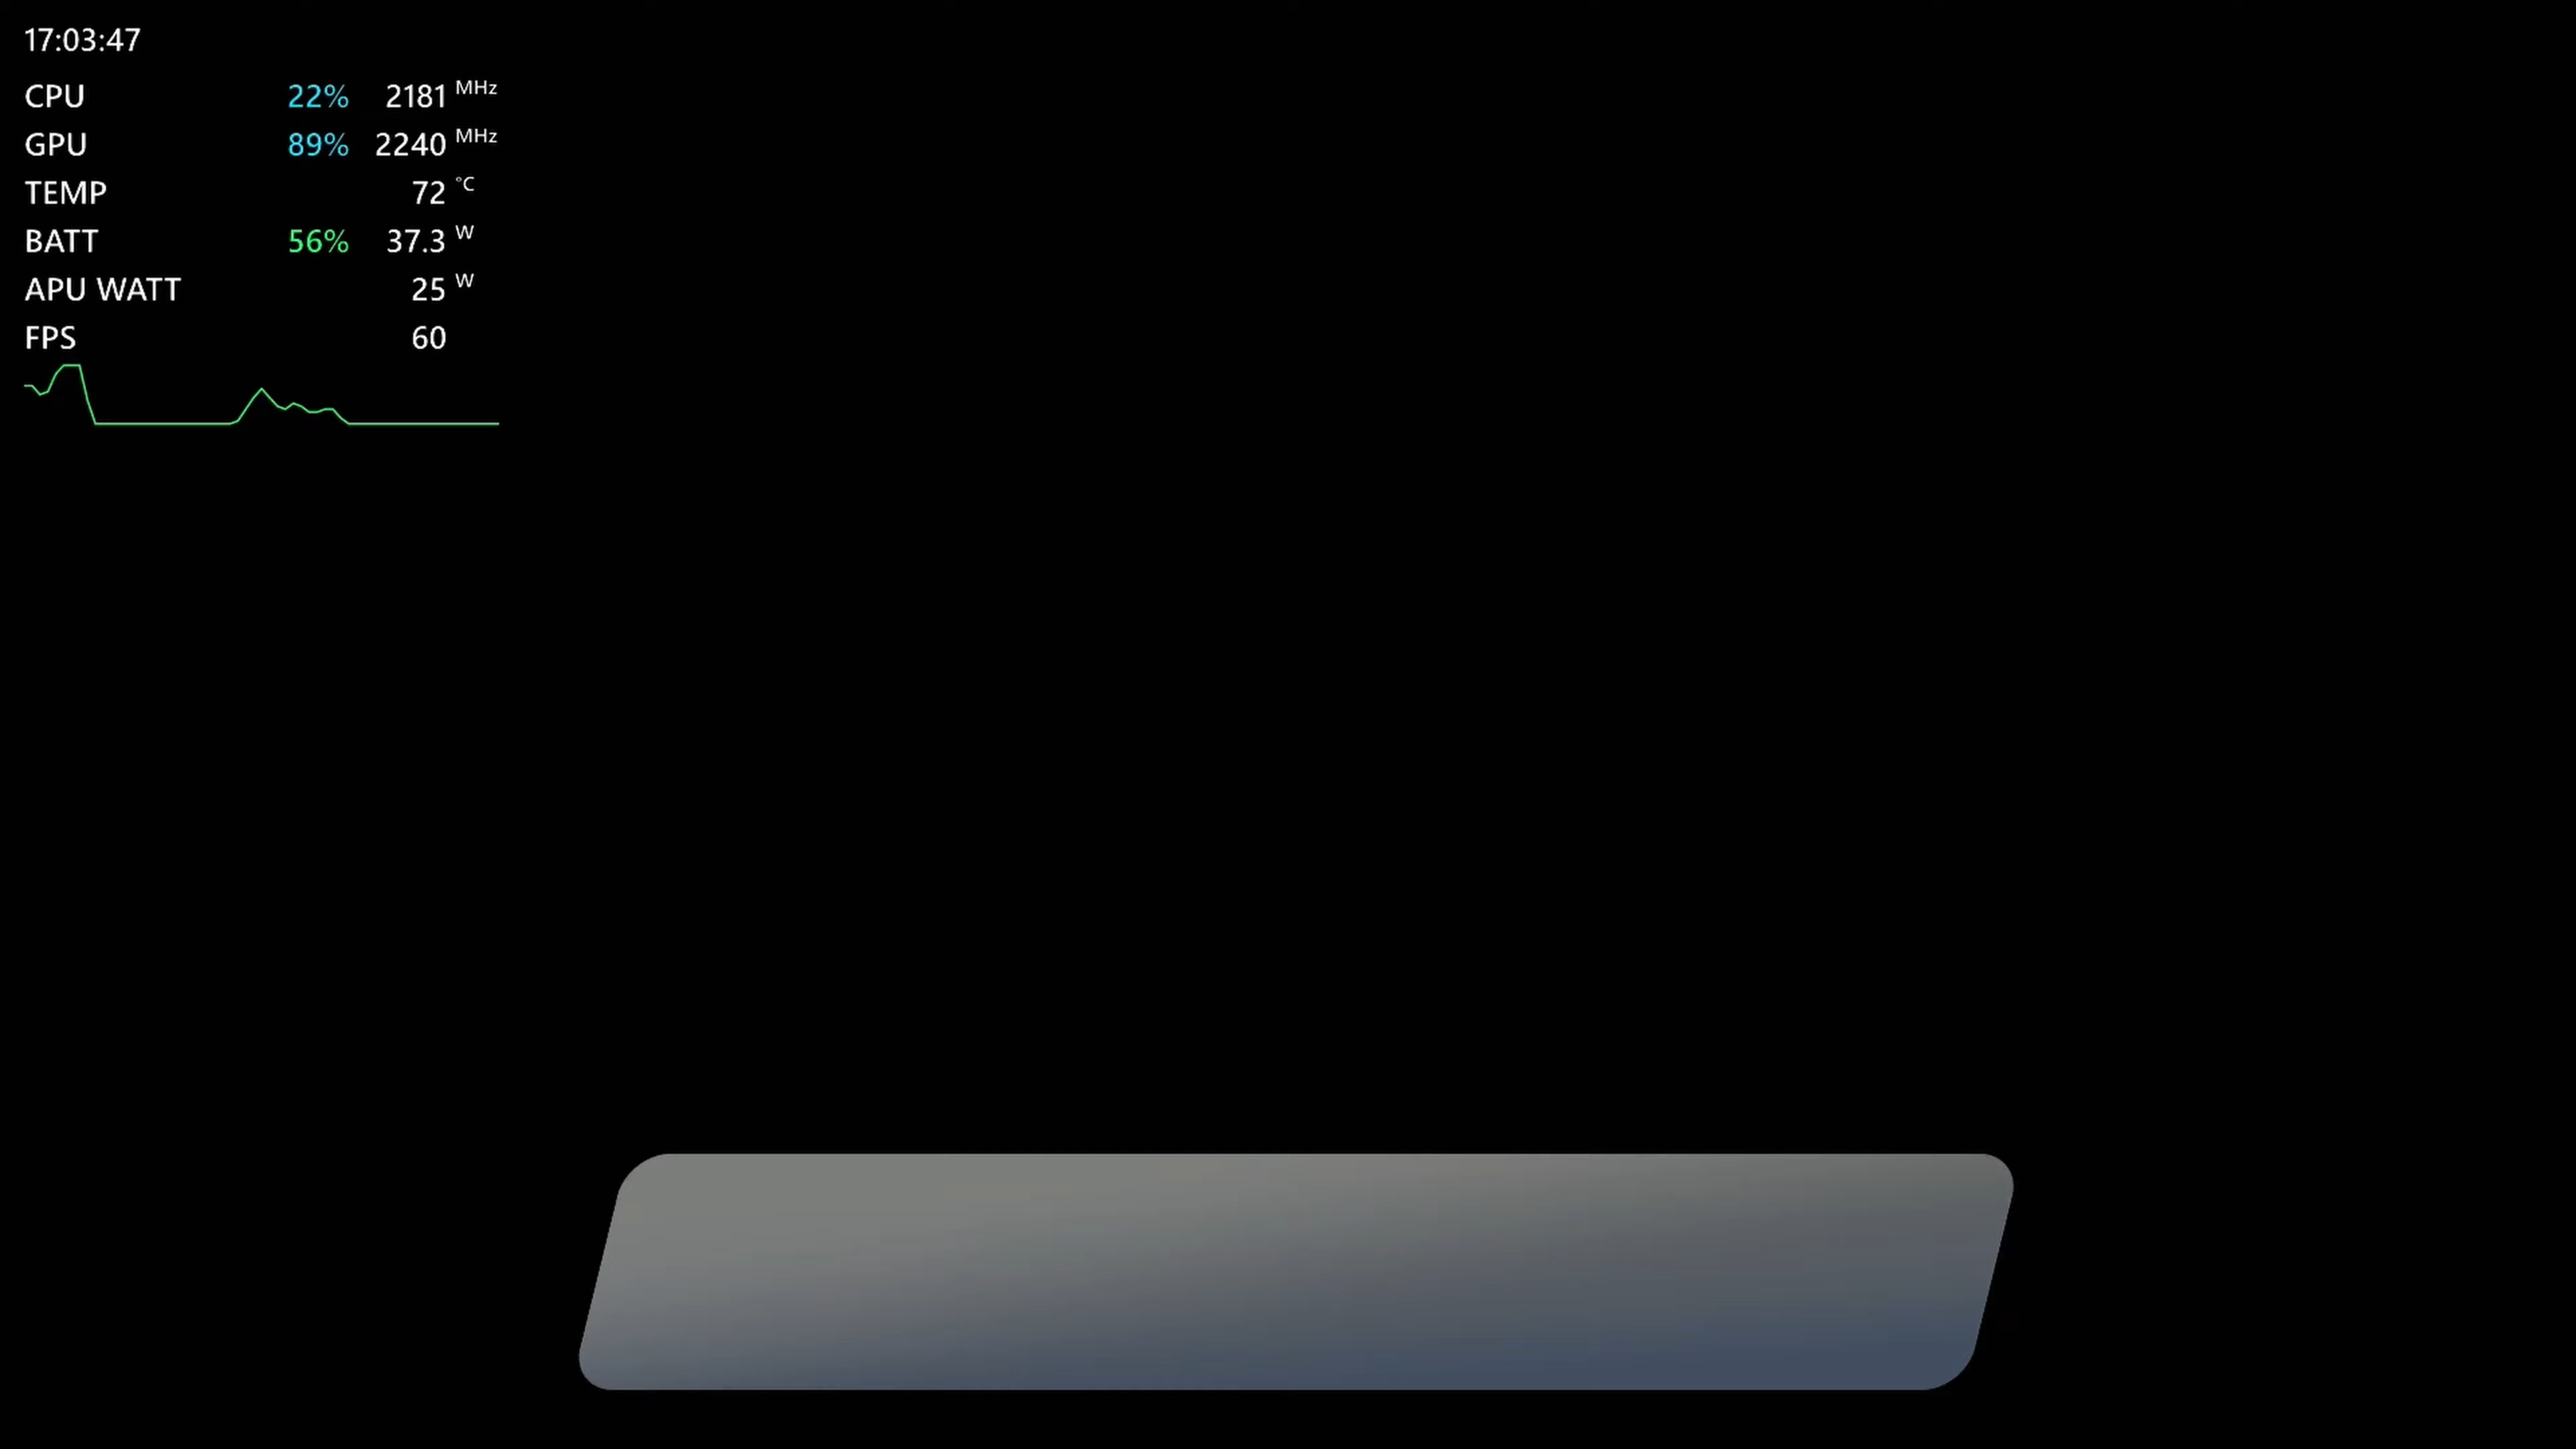 17:03:47
CPU 22% 2181 MHz
GPU 89% 2240 MHz
TEMP 72 °C
BATT 56% 37.3 W
APU WATT 25 W
FPS 60